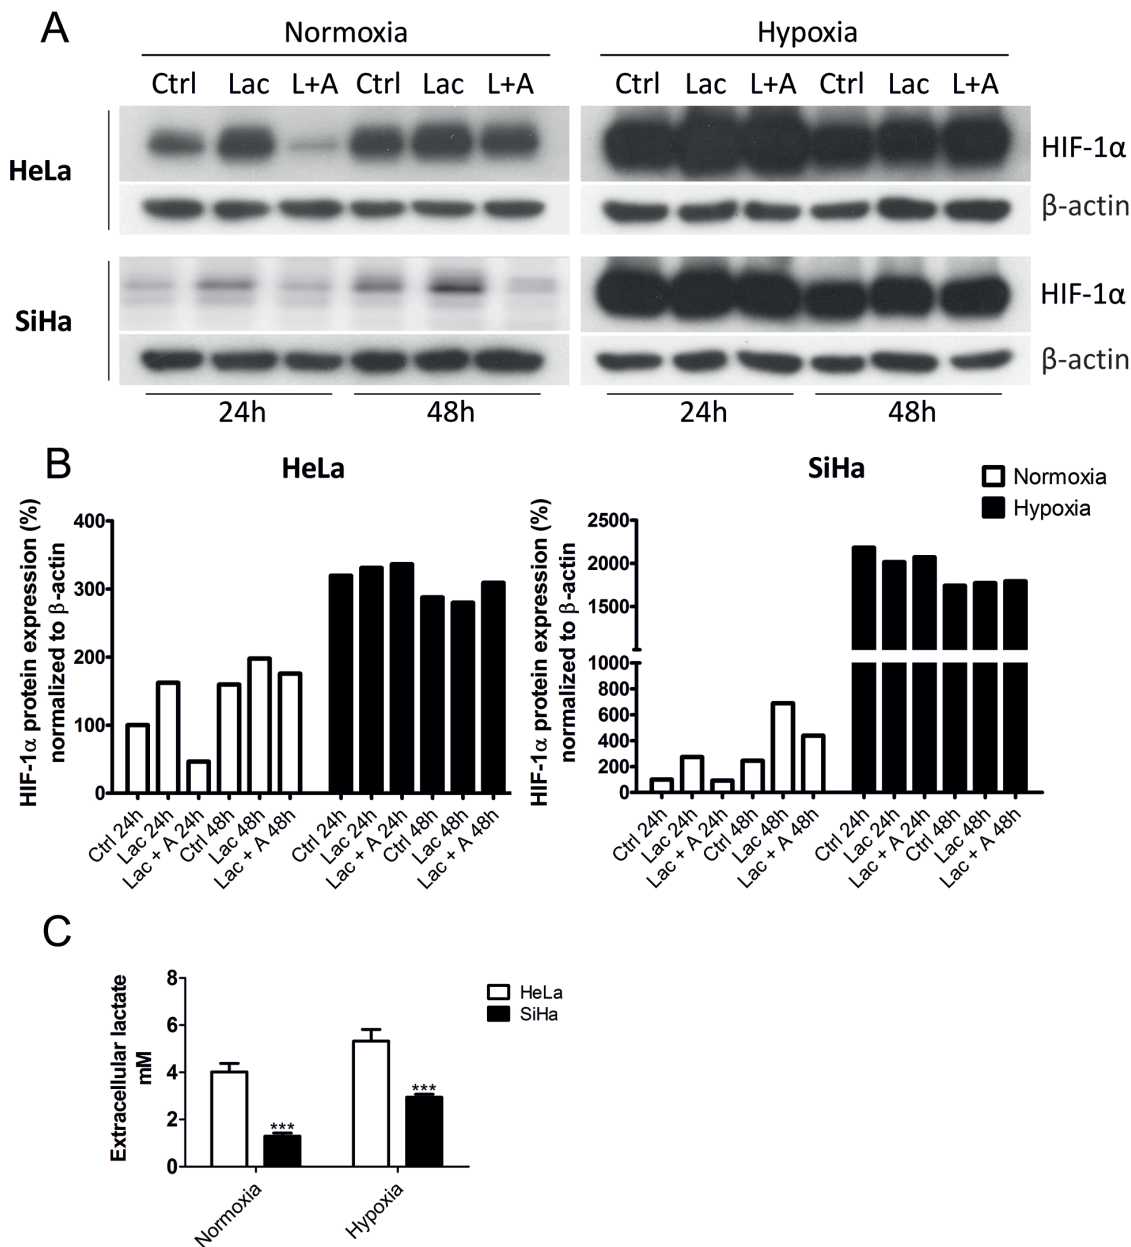 A
Normoxia
Hypoxia
Ctrl Lac L+A Ctrl Lac L+A
Ctrl Lac L+A Ctrl Lac L+A
HeLa
HIF-1α
β-actin
SiHa
HIF-1α
β-actin
24h 48h
24h 48h
B
HeLa
HIF-1α protein expression (%)
normalized to β-actin
400
300
200
100
0
Ctrl 24h
Lac 24h
Lac + A 24h
Ctrl 48h
Lac 48h
Lac + A 48h
Ctrl 24h
Lac 24h
Lac + A 24h
Ctrl 48h
Lac 48h
Lac + A 48h
SiHa
Normoxia
Hypoxia
HIF-1α protein expression (%)
normalized to β-actin
2500
2000
1500
1000
800
600
400
200
0
Ctrl 24h
Lac 24h
Lac + A 24h
Ctrl 48h
Lac 48h
Lac + A 48h
Ctrl 24h
Lac 24h
Lac + A 24h
Ctrl 48h
Lac 48h
Lac + A 48h
C
Extracellular lactate
mM
8
6
4
2
0
***
***
Normoxia
Hypoxia
HeLa
SiHa